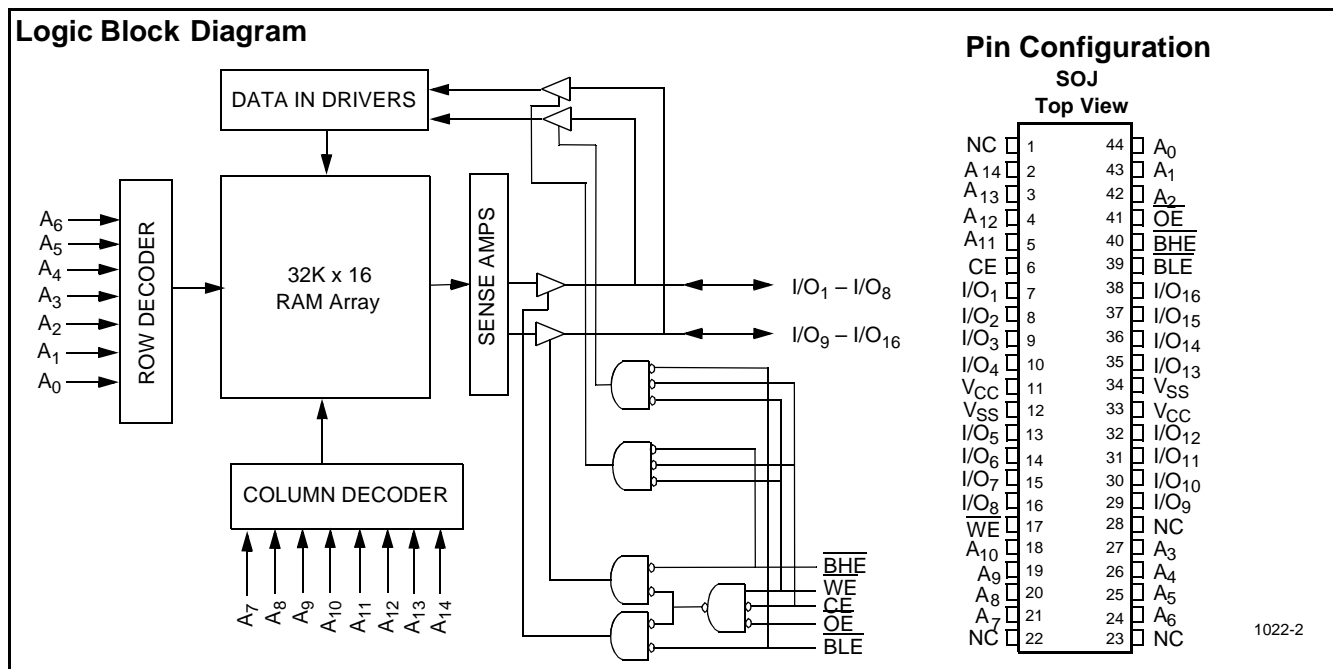 Logic Block Diagram
DATA IN DRIVERS
A6
A5
A4
A3
A2
A1
A0
ROW DECODER
32K x 16
RAM Array
SENSE AMPS
I/O1 – I/O8
I/O9 – I/O16
COLUMN DECODER
A7
A8
A9
A10
A11
A12
A13
A14
BHE
WE
CE
OE
BLE
Pin Configuration
SOJ
Top View
NC 1 44 A0
A14 2 43 A1
A13 3 42 A2
A12 4 41 OE
A11 5 40 BHE
CE 6 39 BLE
I/O1 7 38 I/O16
I/O2 8 37 I/O15
I/O3 9 36 I/O14
I/O4 10 35 I/O13
VCC 11 34 VSS
VSS 12 33 VCC
I/O5 13 32 I/O12
I/O6 14 31 I/O11
I/O7 15 30 I/O10
I/O8 16 29 I/O9
WE 17 28 NC
A10 18 27 A3
A9 19 26 A4
A8 20 25 A5
A7 21 24 A6
NC 22 23 NC
1022-2